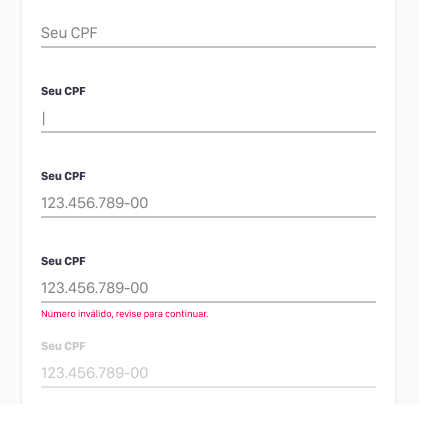 Seu CPF
Seu CPF
Seu CPF
123.456.789-00
Seu CPF
123.456.789-00
Número inválido, revise para continuar.
Seu CPF
123.456.789-00